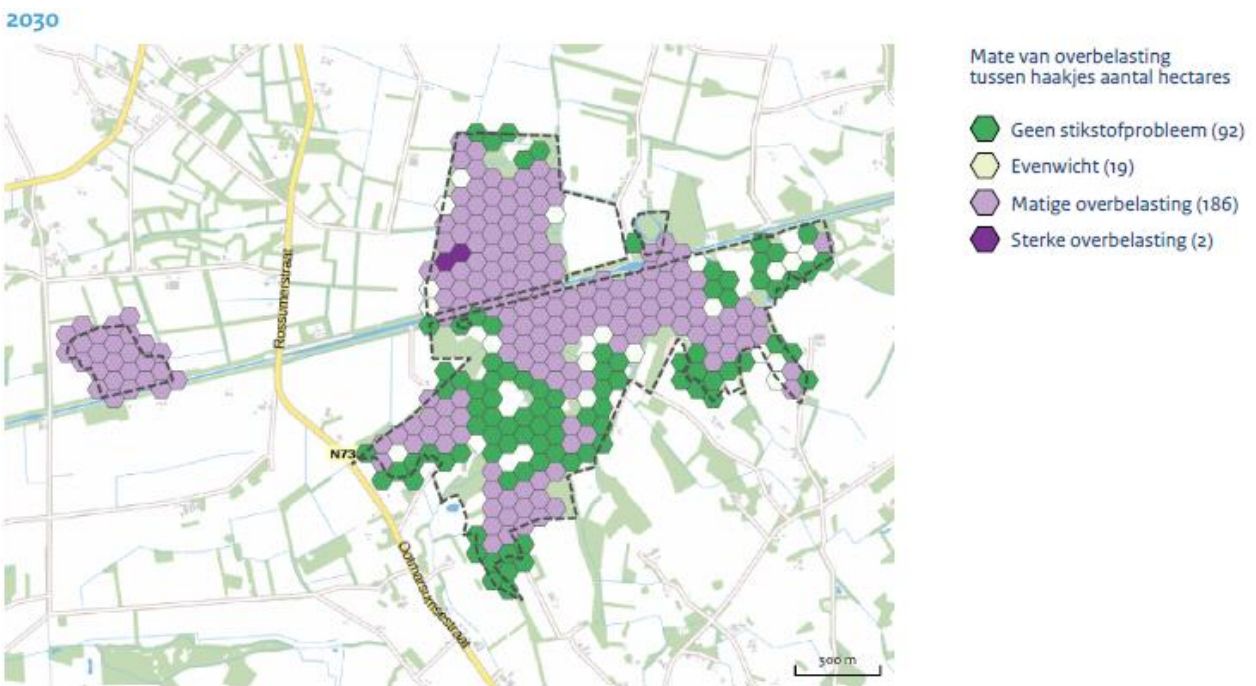 2030
Mate van overbelasting
tussen haakjes aantal hectares
Geen stikstofprobleem (92)
Evenwicht (19)
Matige overbelasting (186)
Sterke overbelasting (2)
Rossumerstraat
N73
Ootmarsumsestraat
300 m